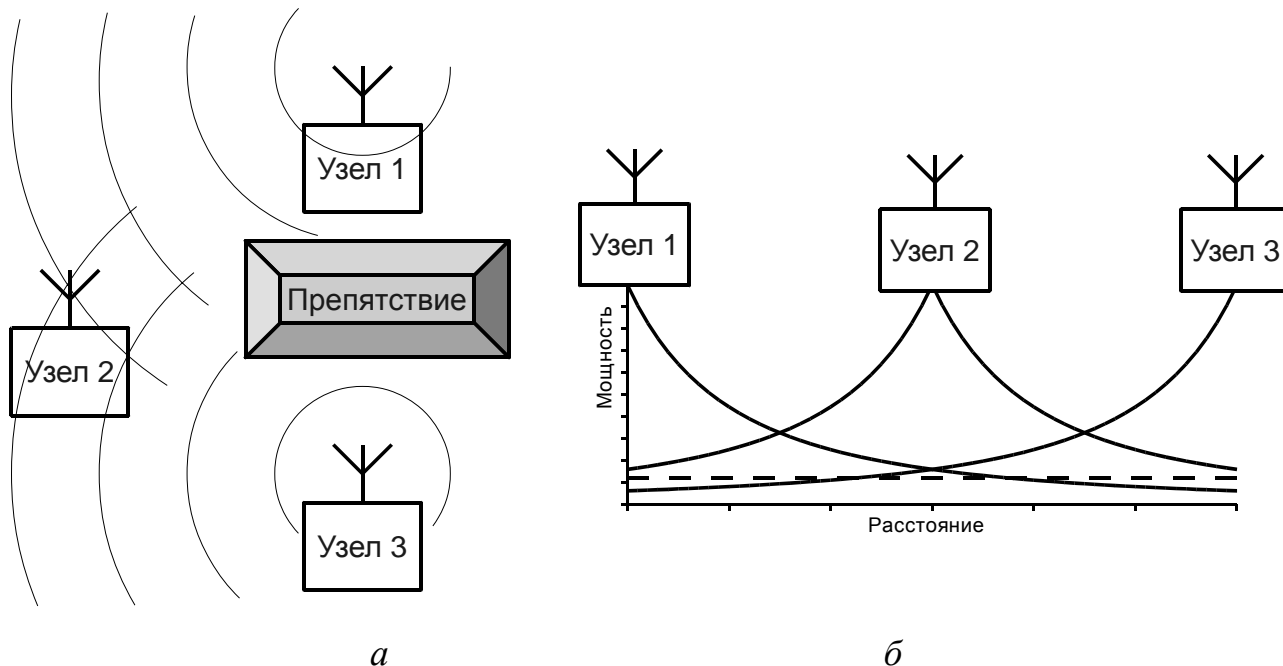 Узел 1
Препятствие
Узел 2
Узел 3
а
Узел 1
Узел 2
Узел 3
Мощность
Расстояние
б